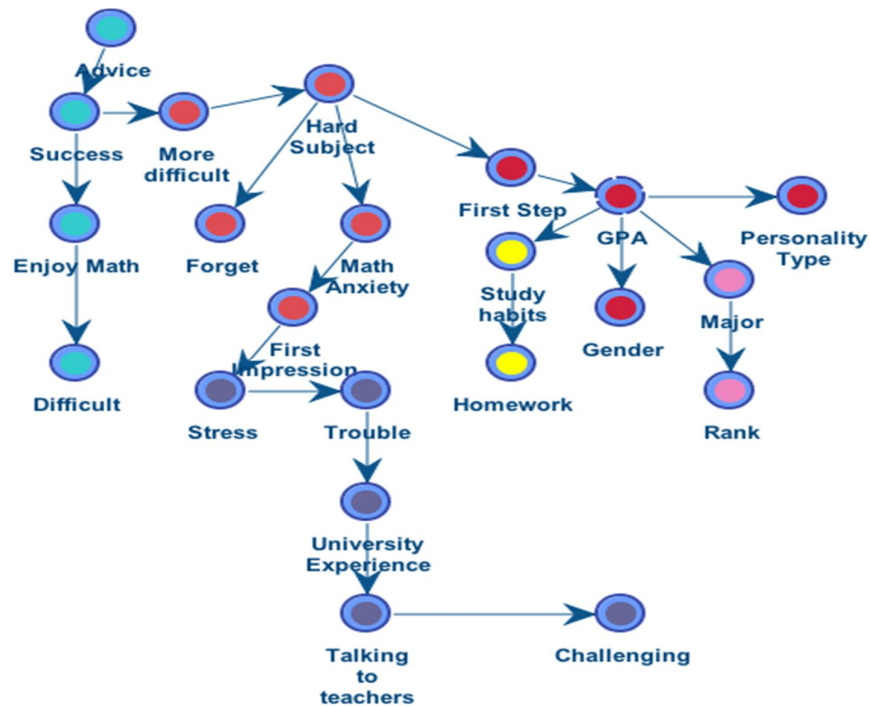 Advice
Success
More
difficult
Hard
Subject
First Step
GPA
Personality
Type
Enjoy Math
Forget
Math
Anxiety
Study
habits
Gender
Major
First
Impression
Difficult
Stress
Trouble
Homework
Rank
University
Experience
Talking
to
teachers
Challenging